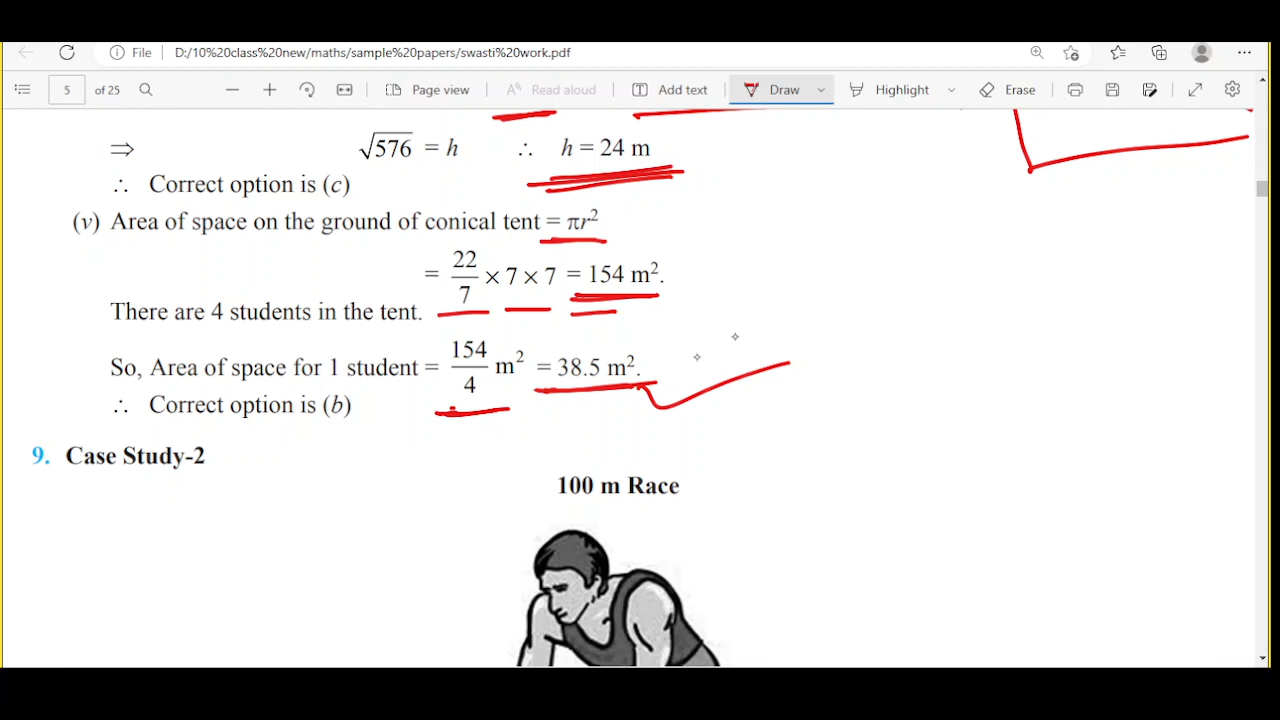 File D:/10%20class%20new/maths/sample%20papers/swasti%20work.pdf
5 of 25 Page view Read aloud Add text Draw Highlight Erase
⇒ √576 = h ∴ h = 24 m
∴ Correct option is (c)
(v) Area of space on the ground of conical tent = πr²
= 22/7 × 7 × 7 = 154 m².
There are 4 students in the tent.
So, Area of space for 1 student = 154/4 m² = 38.5 m².
∴ Correct option is (b)
9. Case Study-2
100 m Race